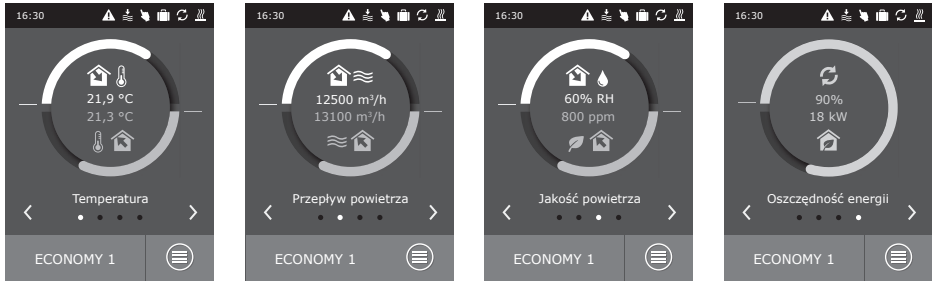 16:30
21,9 °C
21,3 °C
Temperatura
ECONOMY 1
16:30
12500 m³/h
13100 m³/h
Przepływ powietrza
ECONOMY 1
16:30
60% RH
800 ppm
Jakość powietrza
ECONOMY 1
16:30
90%
18 kW
Oszczędność energii
ECONOMY 1